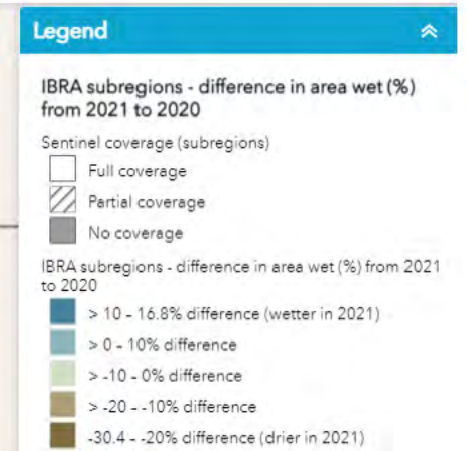 Legend
IBRA subregions - difference in area wet (%)
from 2021 to 2020
Sentinel coverage (subregions)
Full coverage
Partial coverage
No coverage
IBRA subregions - difference in area wet (%) from 2021
to 2020
> 10 - 16.8% difference (wetter in 2021)
> 0 - 10% difference
> -10 - 0% difference
> -20 - -10% difference
-30.4 - -20% difference (drier in 2021)